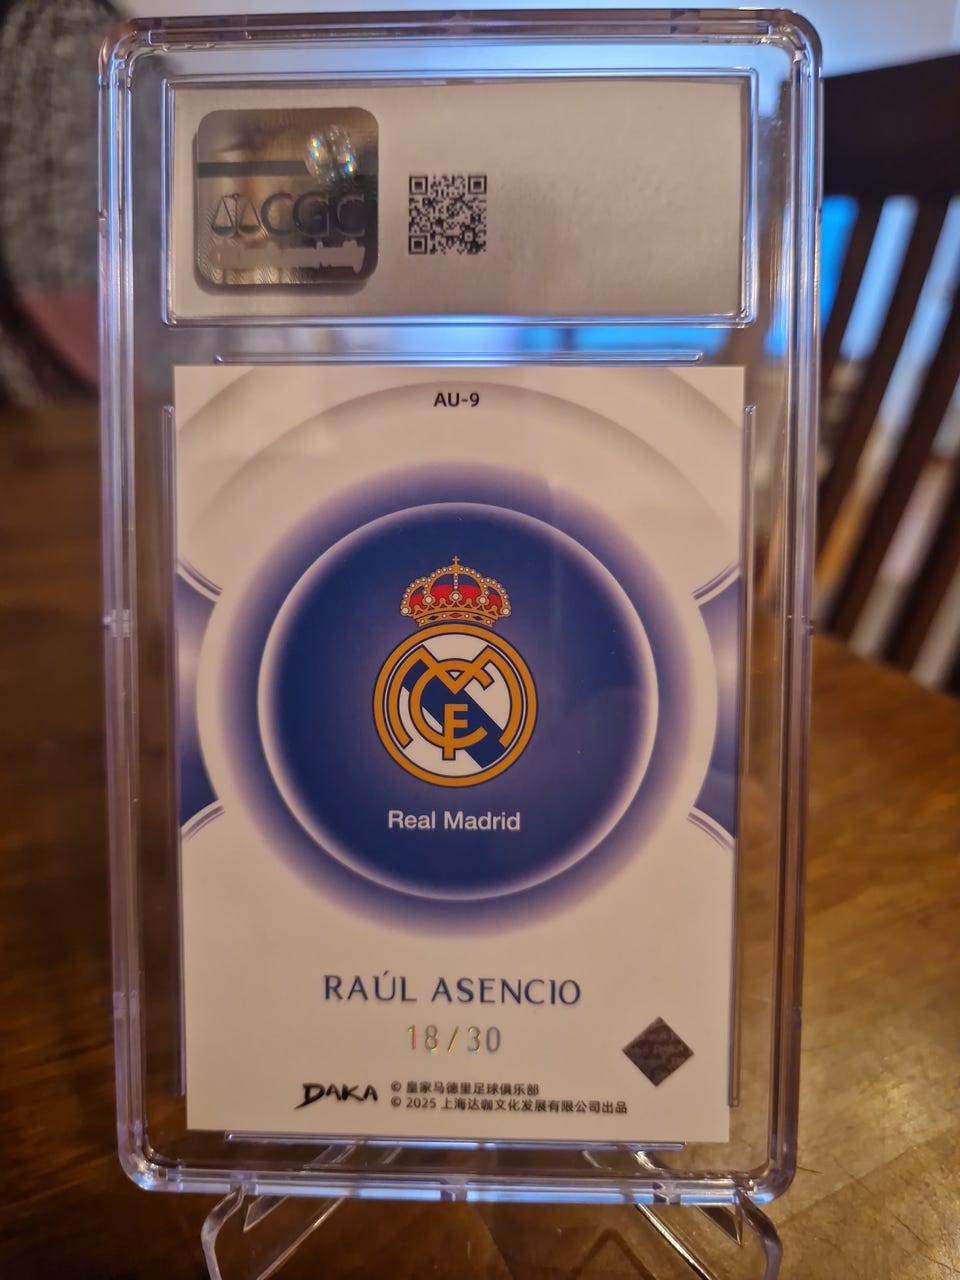 CGC
AU-9
Real Madrid
RAÚL ASENCIO
18/30
DAKA
© 皇家马德里足球俱乐部
© 2025 上海达咖文化发展有限公司出品